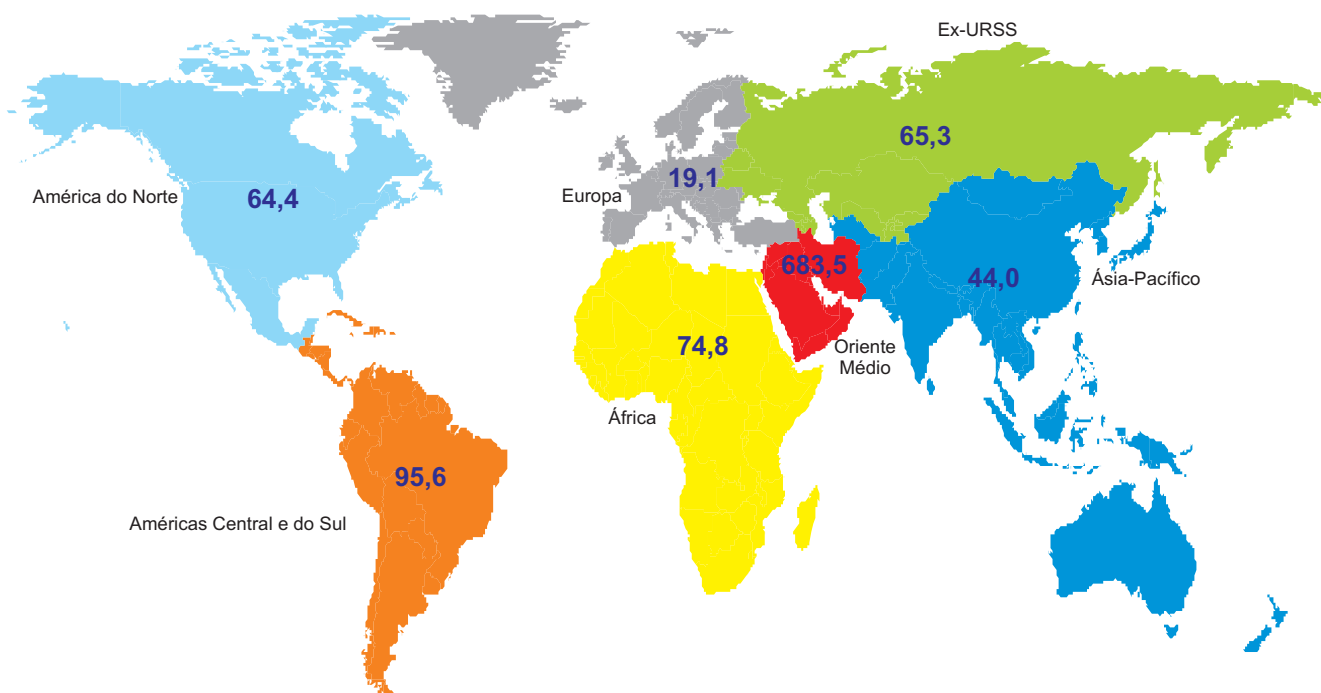 Ex-URSS
65,3
América do Norte
64,4
Europa
19,1
683,5
44,0
Ásia-Pacífico
Oriente
Médio
74,8
África
95,6
Américas Central e do Sul